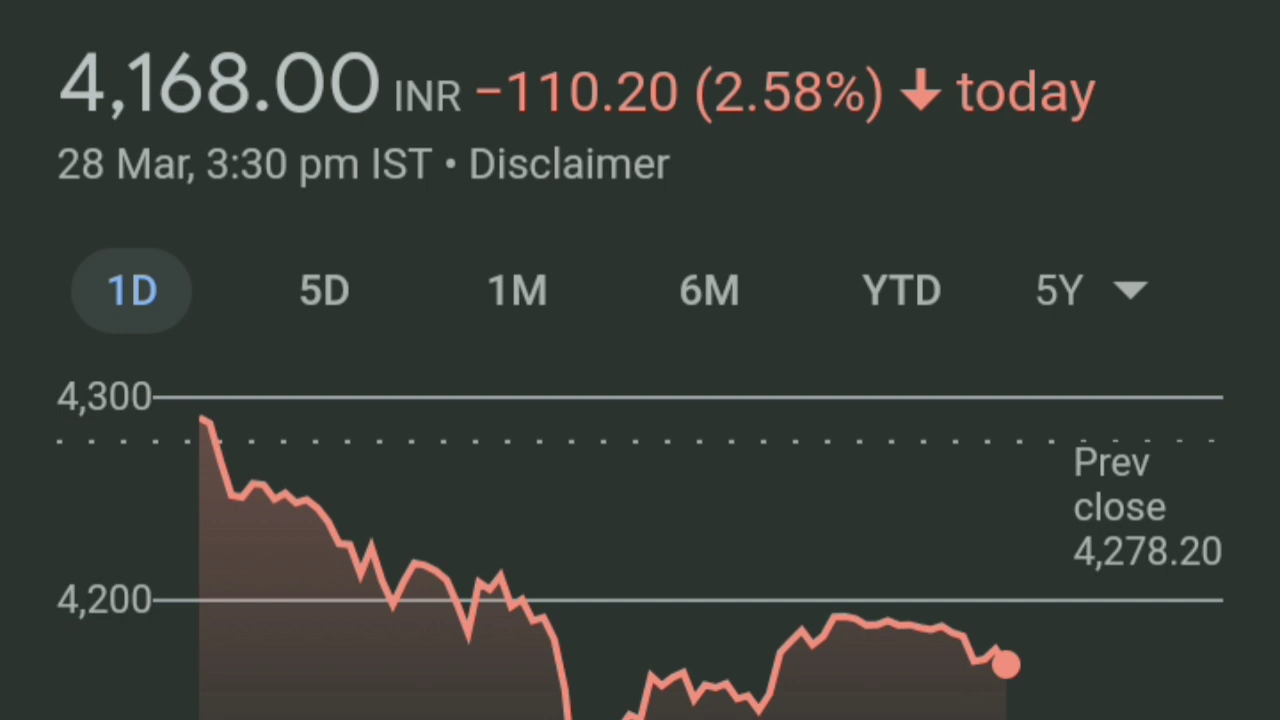 4,168.00 INR −110.20 (2.58%) ↓ today
28 Mar, 3:30 pm IST • Disclaimer
1D 5D 1M 6M YTD 5Y
4,300
Prev
close
4,278.20
4,200